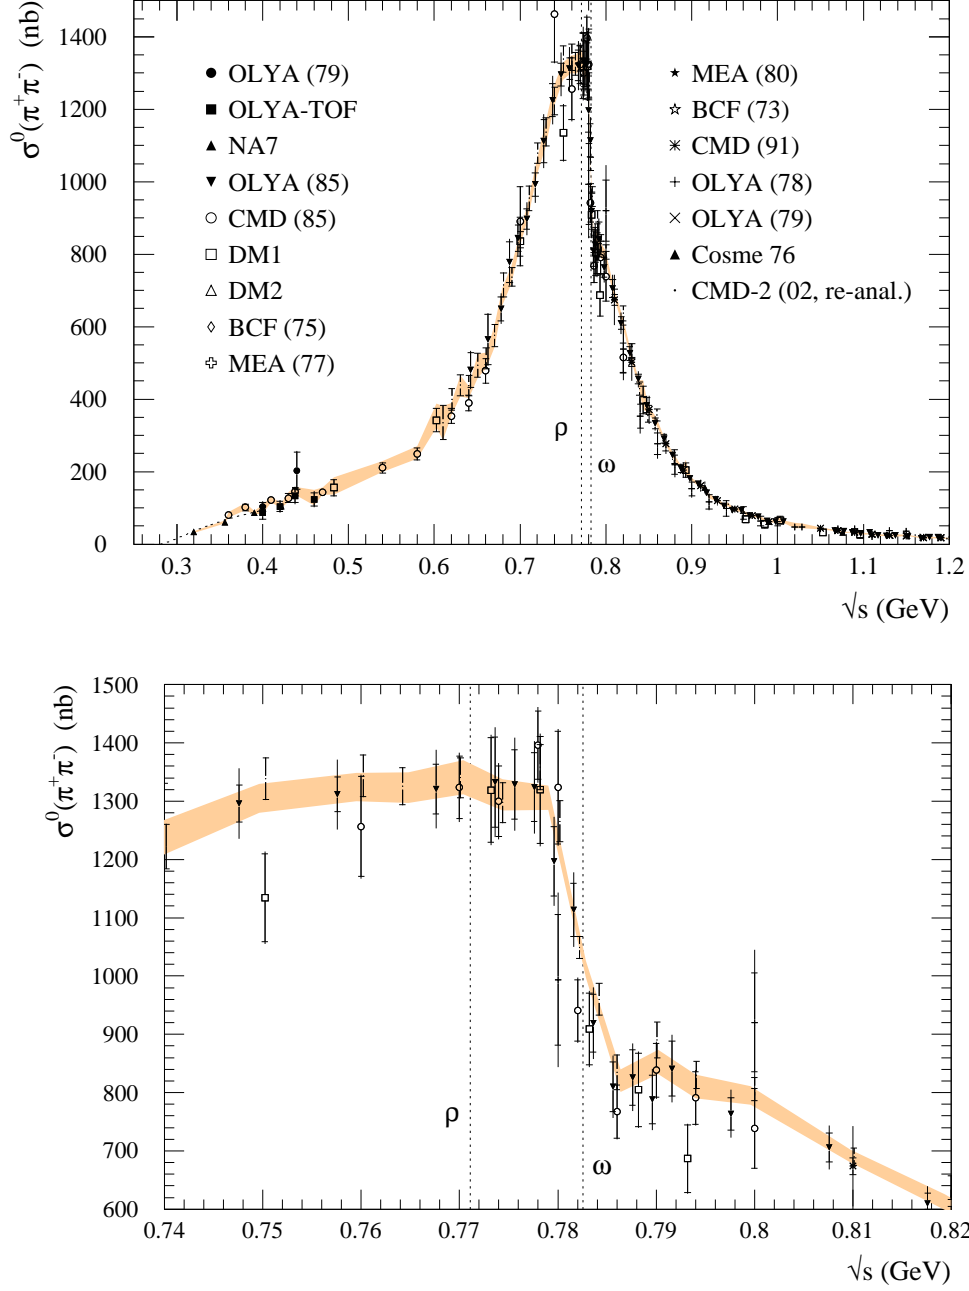 σ⁰(π⁺π⁻) (nb)
1400
1200
1000
800
600
400
200
0
OLYA (79)
OLYA-TOF
NA7
OLYA (85)
CMD (85)
DM1
DM2
BCF (75)
MEA (77)
MEA (80)
BCF (73)
CMD (91)
OLYA (78)
OLYA (79)
Cosme 76
CMD-2 (02, re-anal.)
ρ
ω
0.3 0.4 0.5 0.6 0.7 0.8 0.9 1 1.1 1.2
√s (GeV)
σ⁰(π⁺π⁻) (nb)
1500
1400
1300
1200
1100
1000
900
800
700
600
ρ
ω
0.74 0.75 0.76 0.77 0.78 0.79 0.8 0.81 0.82
√s (GeV)